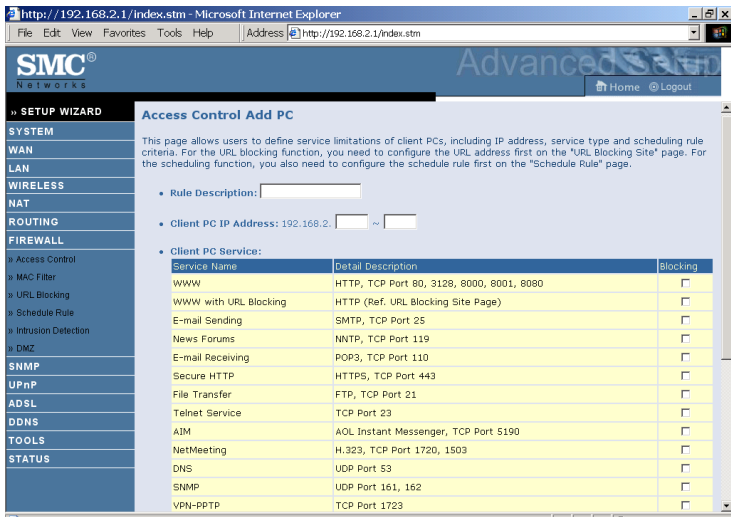 http://192.168.2.1/index.stm - Microsoft Internet Explorer
File Edit View Favorites Tools Help Address http://192.168.2.1/index.stm
SMC®
Networks
Advanced Setup
Home Logout
» SETUP WIZARD
SYSTEM
WAN
LAN
WIRELESS
NAT
ROUTING
FIREWALL
» Access Control
» MAC Filter
» URL Blocking
» Schedule Rule
» Intrusion Detection
» DMZ
SNMP
UPnP
ADSL
DDNS
TOOLS
STATUS
Access Control Add PC
This page allows users to define service limitations of client PCs, including IP address, service type and scheduling rule
criteria. For the URL blocking function, you need to configure the URL address first on the "URL Blocking Site" page. For
the scheduling function, you also need to configure the schedule rule first on the "Schedule Rule" page.
• Rule Description:
• Client PC IP Address: 192.168.2. ~
• Client PC Service:
Service Name Detail Description Blocking
WWW HTTP, TCP Port 80, 3128, 8000, 8001, 8080
WWW with URL Blocking HTTP (Ref. URL Blocking Site Page)
E-mail Sending SMTP, TCP Port 25
News Forums NNTP, TCP Port 119
E-mail Receiving POP3, TCP Port 110
Secure HTTP HTTPS, TCP Port 443
File Transfer FTP, TCP Port 21
Telnet Service TCP Port 23
AIM AOL Instant Messenger, TCP Port 5190
NetMeeting H.323, TCP Port 1720, 1503
DNS UDP Port 53
SNMP UDP Port 161, 162
VPN-PPTP TCP Port 1723